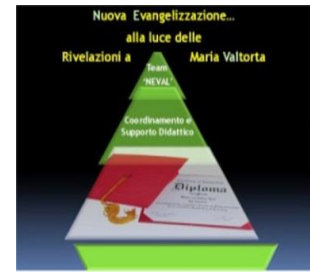 Nuova Evangelizzazione...
alla luce delle
Rivelazioni a Maria Valtorta
Team
'NEVAL'
Coordinamento e
Supporto Didattico
Diploma